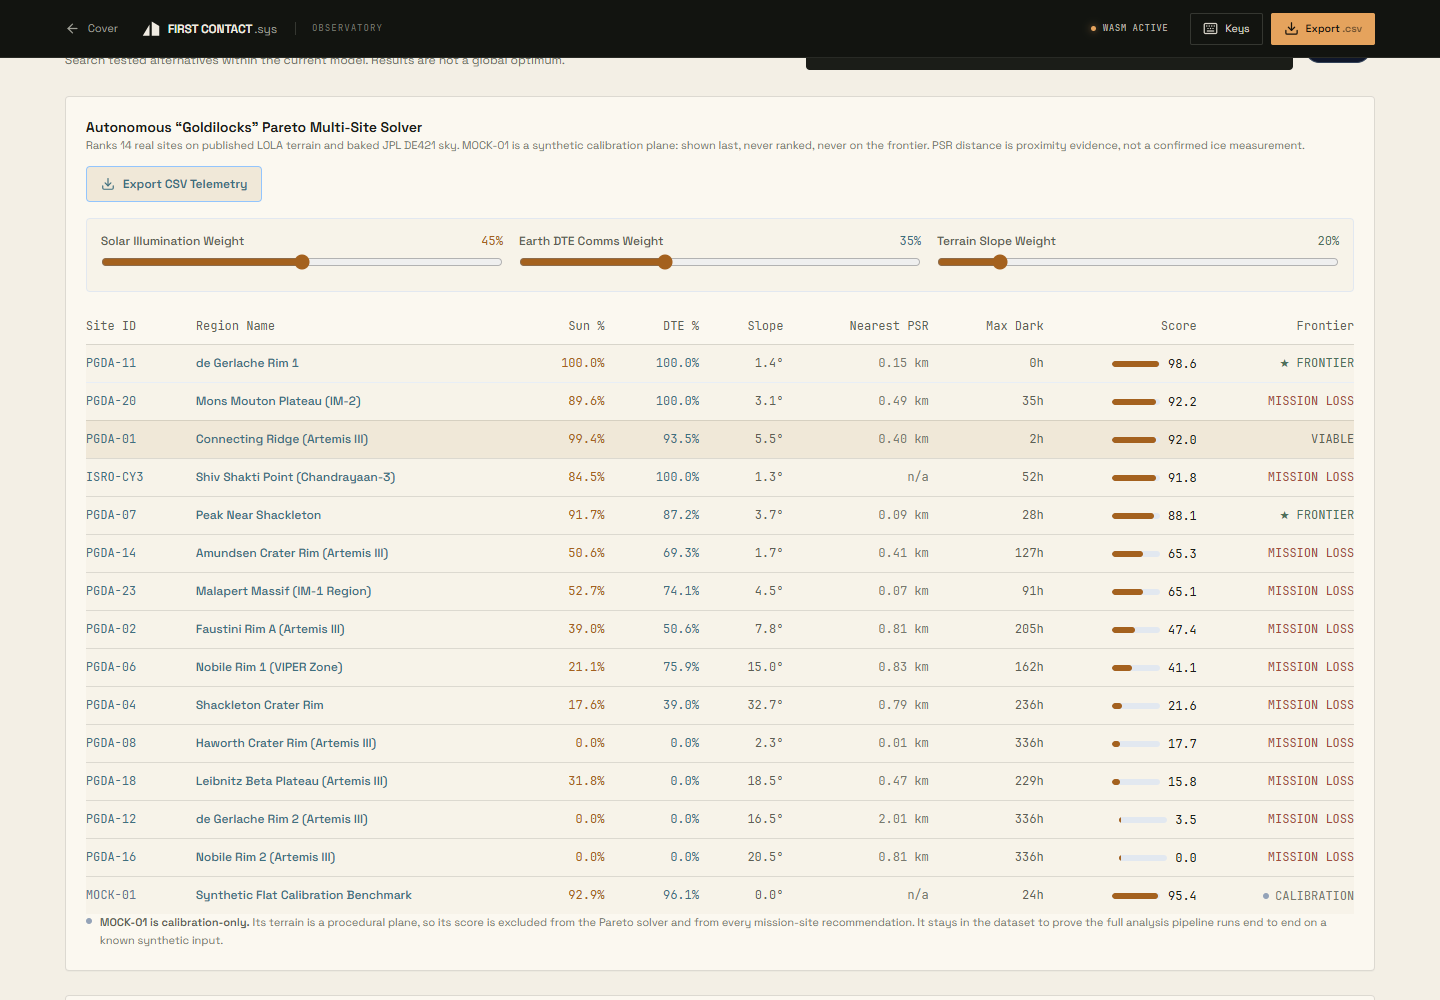 Cover
FIRST CONTACT.sys
OBSERVATORY
WASM ACTIVE
Keys
Export.csv
Search tested alternatives within the current model. Results are not a global optimum.
Autonomous “Goldilocks” Pareto Multi-Site Solver
Ranks 14 real sites on published LOLA terrain and baked JPL DE421 sky. MOCK-01 is a synthetic calibration plane: shown last, never ranked, never on the frontier. PSR distance is proximity evidence, not a confirmed ice measurement.
Export CSV Telemetry
Solar Illumination Weight 45% Earth DTE Comms Weight 35% Terrain Slope Weight 20%
Site ID Region Name Sun % DTE % Slope Nearest PSR Max Dark Score Frontier
PGDA-11 de Gerlache Rim 1 100.0% 100.0% 1.4° 0.15 km 0h 98.6 ★ FRONTIER
PGDA-20 Mons Mouton Plateau (IM-2) 89.6% 100.0% 3.1° 0.49 km 35h 92.2 MISSION LOSS
PGDA-01 Connecting Ridge (Artemis III) 99.4% 93.5% 5.5° 0.40 km 2h 92.0 VIABLE
ISRO-CY3 Shiv Shakti Point (Chandrayaan-3) 84.5% 100.0% 1.3° n/a 52h 91.8 MISSION LOSS
PGDA-07 Peak Near Shackleton 91.7% 87.2% 3.7° 0.09 km 28h 88.1 ★ FRONTIER
PGDA-14 Amundsen Crater Rim (Artemis III) 50.6% 69.3% 1.7° 0.41 km 127h 65.3 MISSION LOSS
PGDA-23 Malapert Massif (IM-1 Region) 52.7% 74.1% 4.5° 0.07 km 91h 65.1 MISSION LOSS
PGDA-02 Faustini Rim A (Artemis III) 39.0% 50.6% 7.8° 0.81 km 205h 47.4 MISSION LOSS
PGDA-06 Nobile Rim 1 (VIPER Zone) 21.1% 75.9% 15.0° 0.83 km 162h 41.1 MISSION LOSS
PGDA-04 Shackleton Crater Rim 17.6% 39.0% 32.7° 0.79 km 236h 21.6 MISSION LOSS
PGDA-08 Haworth Crater Rim (Artemis III) 0.0% 0.0% 2.3° 0.01 km 336h 17.7 MISSION LOSS
PGDA-18 Leibnitz Beta Plateau (Artemis III) 31.8% 0.0% 18.5° 0.47 km 229h 15.8 MISSION LOSS
PGDA-12 de Gerlache Rim 2 (Artemis III) 0.0% 0.0% 16.5° 2.01 km 336h 3.5 MISSION LOSS
PGDA-16 Nobile Rim 2 (Artemis III) 0.0% 0.0% 20.5° 0.81 km 336h 0.0 MISSION LOSS
MOCK-01 Synthetic Flat Calibration Benchmark 92.9% 96.1% 0.0° n/a 24h 95.4 CALIBRATION
MOCK-01 is calibration-only. Its terrain is a procedural plane, so its score is excluded from the Pareto solver and from every mission-site recommendation. It stays in the dataset to prove the full analysis pipeline runs end to end on a
known synthetic input.